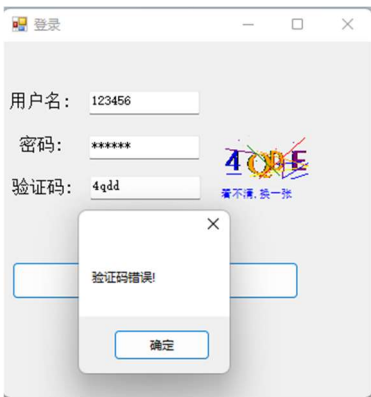 登录
用户名: 123456
密码: ******
验证码: 4qdd
看不清,换一张
验证码错误!
确定